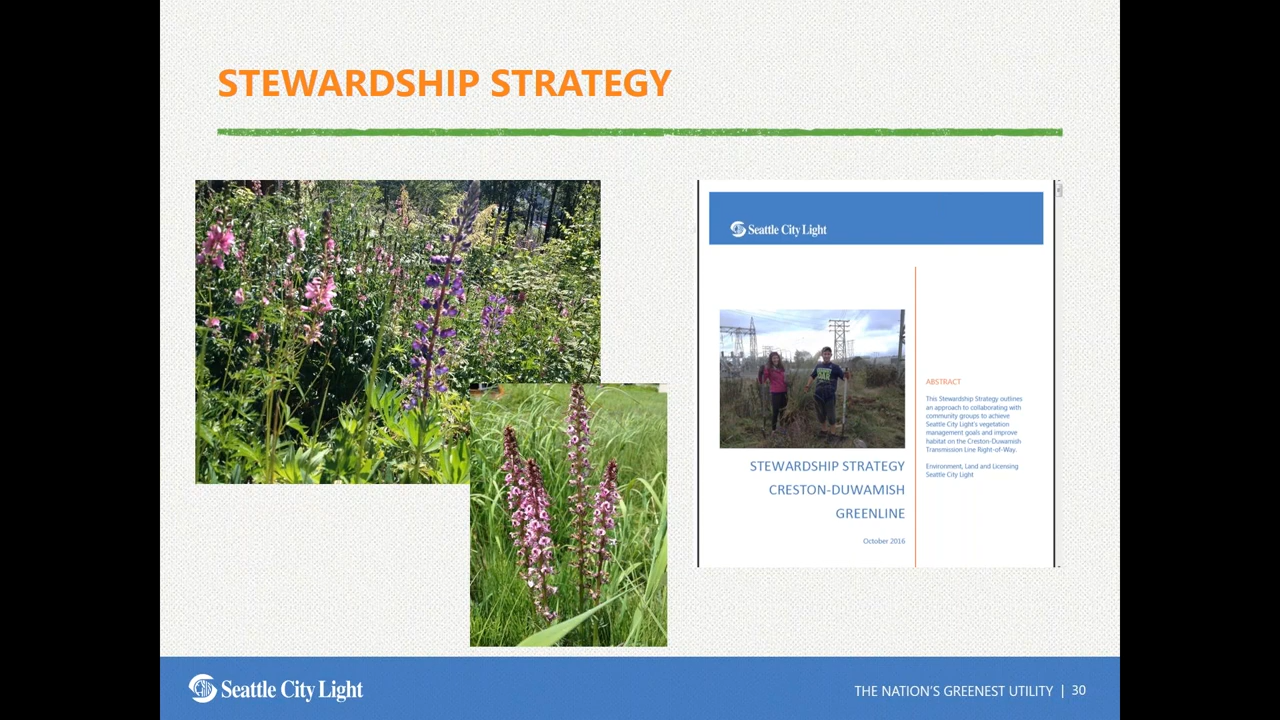 STEWARDSHIP STRATEGY
Seattle City Light
STEWARDSHIP STRATEGY
CRESTON-DUWAMISH
GREENLINE
October 2016
ABSTRACT
This Stewardship Strategy outlines
an approach to collaborating with
community groups to achieve
Seattle City Light's vegetation
management goals and improve
habitat on the Creston-Duwamish
Transmission Line Right-of-Way.
Environment, Land and Licensing
Seattle City Light
Seattle City Light
THE NATION'S GREENEST UTILITY | 30